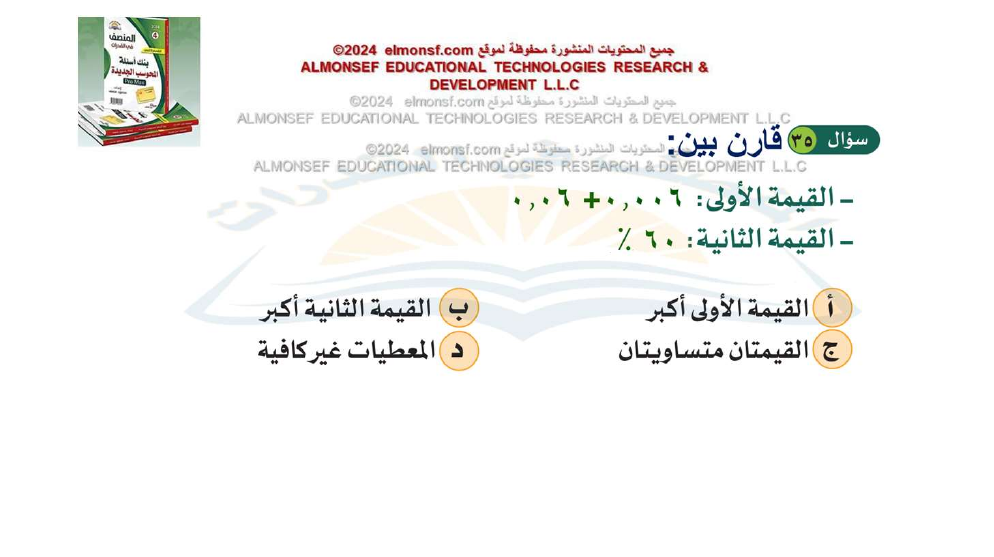 جميع المحتويات المنشورة محفوظة لموقع elmonsf.com ©2024
ALMONSEF EDUCATIONAL TECHNOLOGIES RESEARCH &
DEVELOPMENT L.L.C
جميع المحتويات المنشورة محفوظة لموقع elmonsf.com ©2024
ALMONSEF EDUCATIONAL TECHNOLOGIES RESEARCH & DEVELOPMENT L.L.C
سؤال ٣٥ قارن بين:
جميع المحتويات المنشورة محفوظة لموقع elmonsf.com ©2024
ALMONSEF EDUCATIONAL TECHNOLOGIES RESEARCH & DEVELOPMENT L.L.C
– القيمة الأولى: ٠,٠٦ + ٠,٠٠٦
– القيمة الثانية: ٦٠ ٪
أ القيمة الأولى أكبر
ب القيمة الثانية أكبر
ج القيمتان متساويتان
د المعطيات غير كافية
المنصف
في القدرات
بنك أسئلة
المحوسب الجديدة